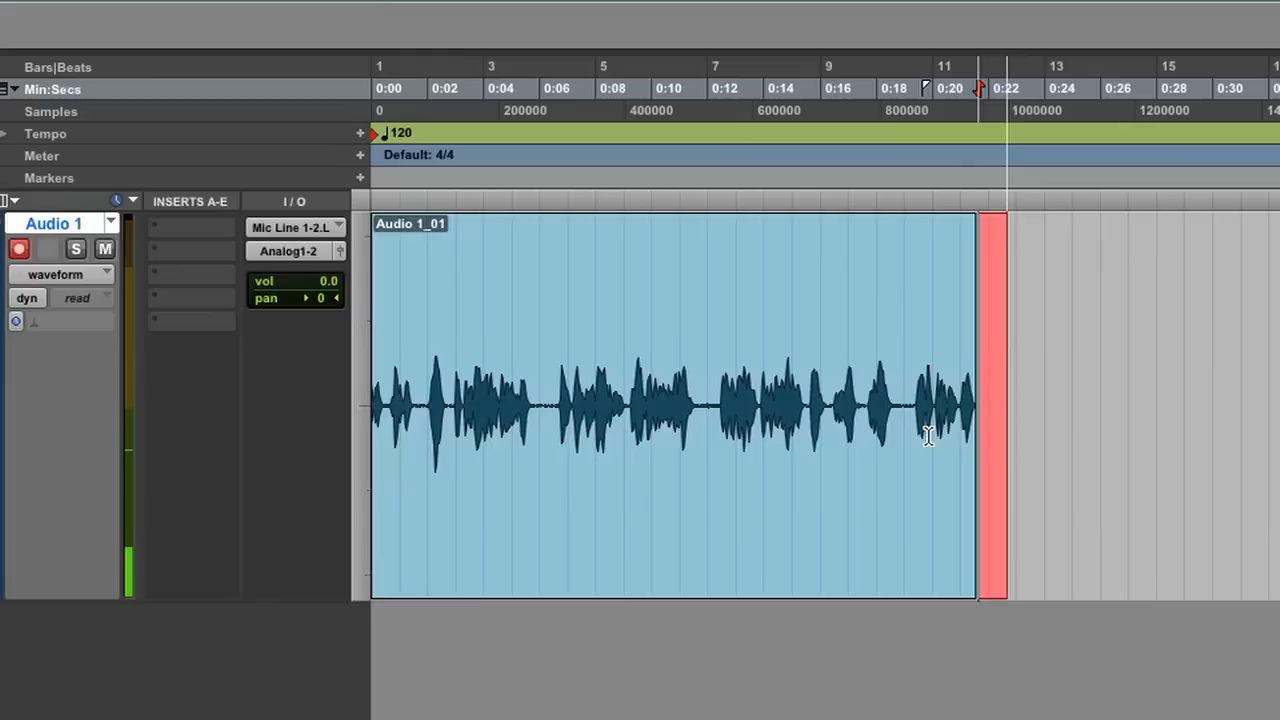 Bars|Beats 1 3 5 7 9 11 13 15
Min:Secs 0:00 0:02 0:04 0:06 0:08 0:10 0:12 0:14 0:16 0:18 0:20 0:22 0:24 0:26 0:28 0:30
Samples 0 200000 400000 600000 800000 1000000 1200000
Tempo + 120
Meter + Default: 4/4
Markers +
INSERTS A-E I / O
Audio 1 Mic Line 1-2.L Audio 1_01
S M Analog1-2
waveform vol 0.0
dyn read pan 0